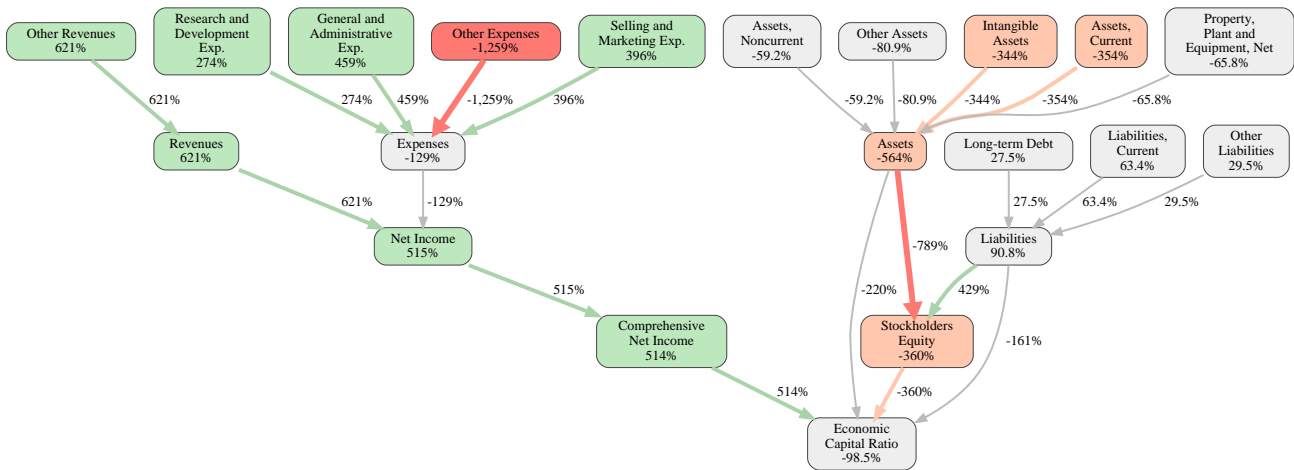 Other Revenues
621%
Research and
Development
Exp.
274%
General and
Administrative
Exp.
459%
Other Expenses
-1,259%
Selling and
Marketing Exp.
396%
Assets,
Noncurrent
-59.2%
Other Assets
-80.9%
Intangible
Assets
-344%
Assets,
Current
-354%
Property,
Plant and
Equipment, Net
-65.8%
621%
274%
459%
-1,259%
396%
-59.2%
-80.9%
-344%
-354%
-65.8%
Revenues
621%
Expenses
-129%
Assets
-564%
Long-term Debt
27.5%
Liabilities,
Current
63.4%
Other
Liabilities
29.5%
621%
-129%
27.5%
63.4%
29.5%
Net Income
515%
-789%
Liabilities
90.8%
515%
-220%
429%
Comprehensive
Net Income
514%
Stockholders
Equity
-360%
-161%
514%
-360%
Economic
Capital Ratio
-98.5%